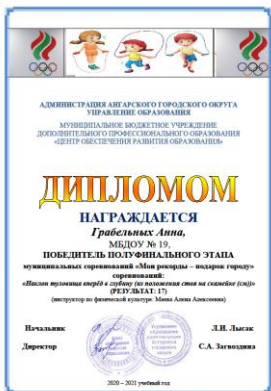 АДМИНИСТРАЦИЯ АНГАРСКОГО ГОРОДСКОГО ОКРУГА
УПРАВЛЕНИЕ ОБРАЗОВАНИЯ
МУНИЦИПАЛЬНОЕ БЮДЖЕТНОЕ УЧРЕЖДЕНИЕ
ДОПОЛНИТЕЛЬНОГО ПРОФЕССИОНАЛЬНОГО ОБРАЗОВАНИЯ
«ЦЕНТР ОБЕСПЕЧЕНИЯ РАЗВИТИЯ ОБРАЗОВАНИЯ»
ДИПЛОМОМ
НАГРАЖДАЕТСЯ
Грабельных Анна,
МБДОУ № 19,
ПОБЕДИТЕЛЬ ПОЛУФИНАЛЬНОГО ЭТАПА
муниципальных соревнований «Мои рекорды – подарок городу»
соревнований:
«Наклон туловища вперёд в глубину (из положения стоя на скамейке (см)»
(РЕЗУЛЬТАТ: 17)
(инструктор по физической культуре: Маева Алена Алексеевна)
Начальник Л.И. Лысак
Директор С.А. Загвоздина
2020 – 2021 учебный год